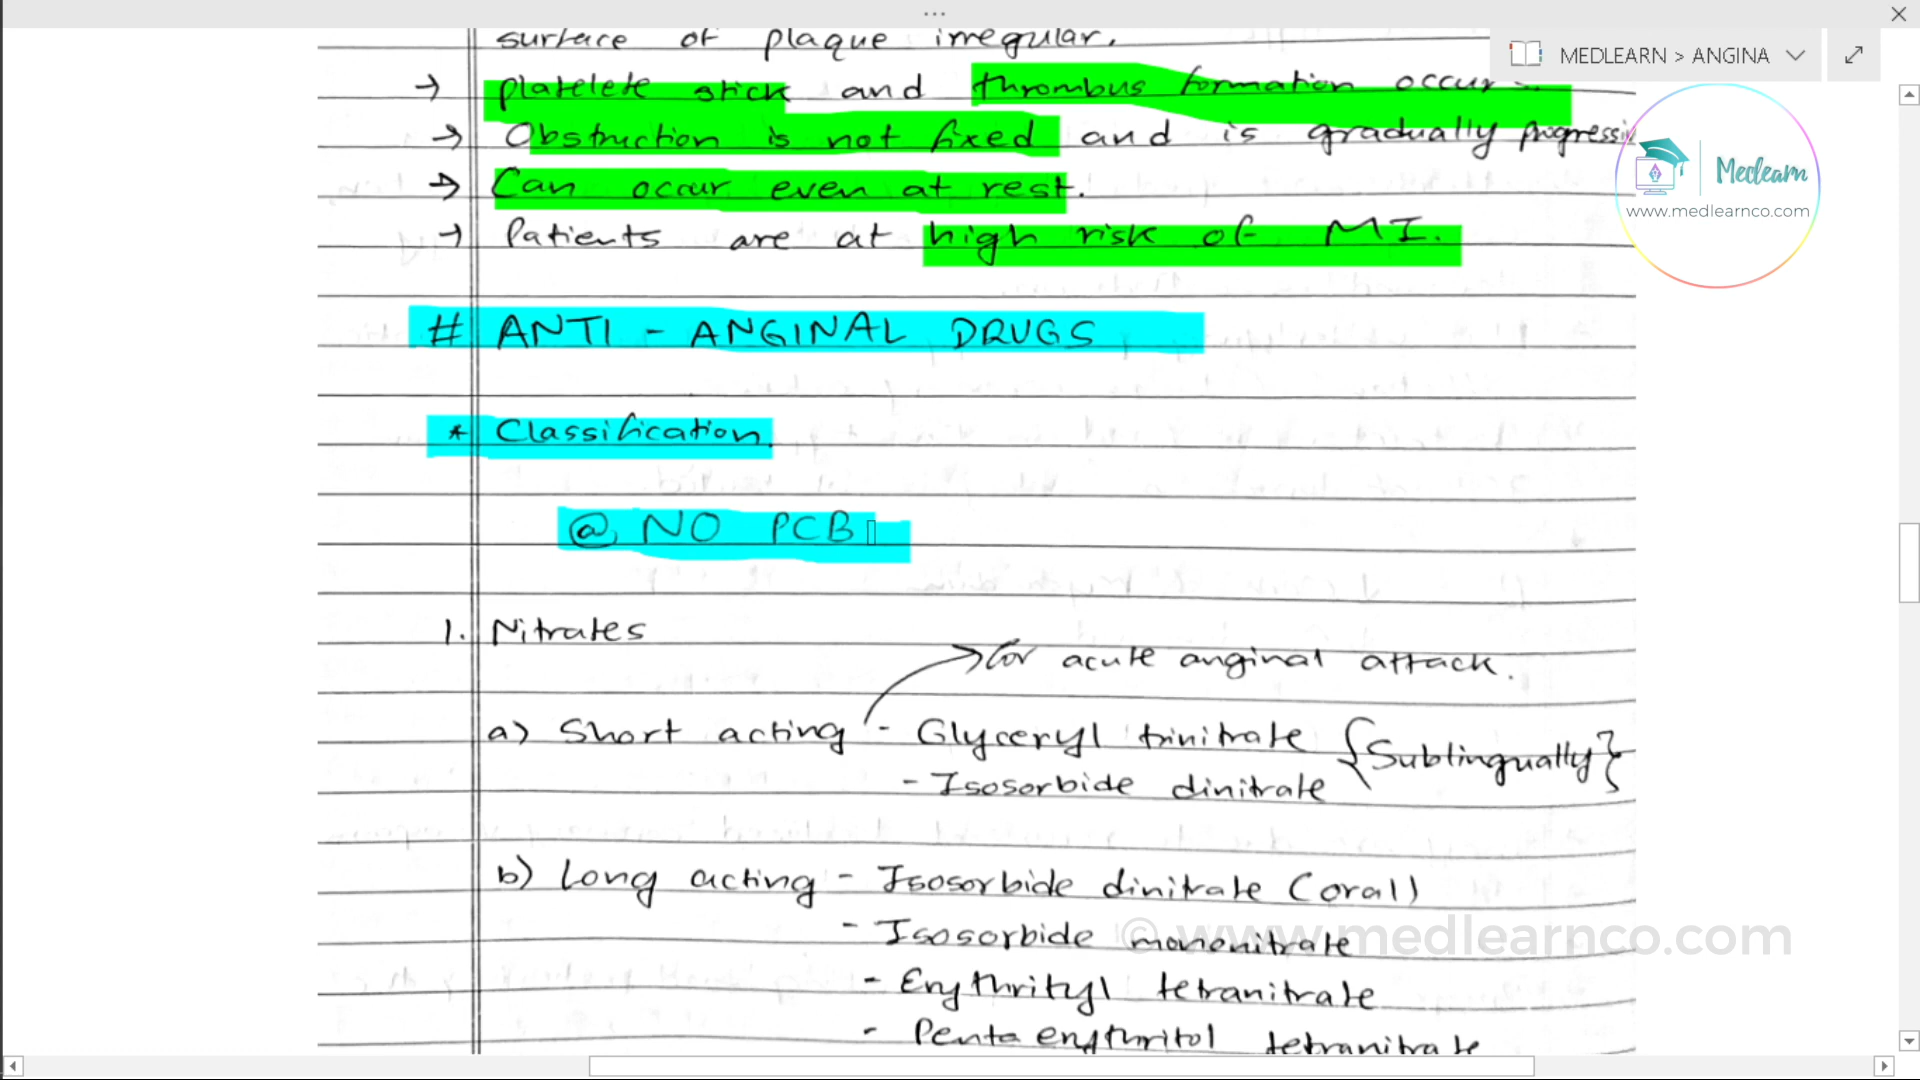 ...
MEDLEARN > ANGINA
surface of plaque irregular.
→ platelete stick and thrombus formation occur
→ Obstruction is not fixed and is gradually progressi
→ Can occur even at rest.
→ Patients are at high risk of MI.
Medlearn
www.medlearnco.com
# ANTI - ANGINAL DRUGS
* Classification.
@ NO PCB
1. Nitrates
→ for acute anginal attack.
a) Short acting - Glyceryl trinitrate {Sublingually}
- Isosorbide dinitrate
b) Long acting - Isosorbide dinitrate (oral)
- Isosorbide mononitrate
© www.medlearnco.com
- Erythrityl tetranitrate
- Penta erythritol tetranitrate